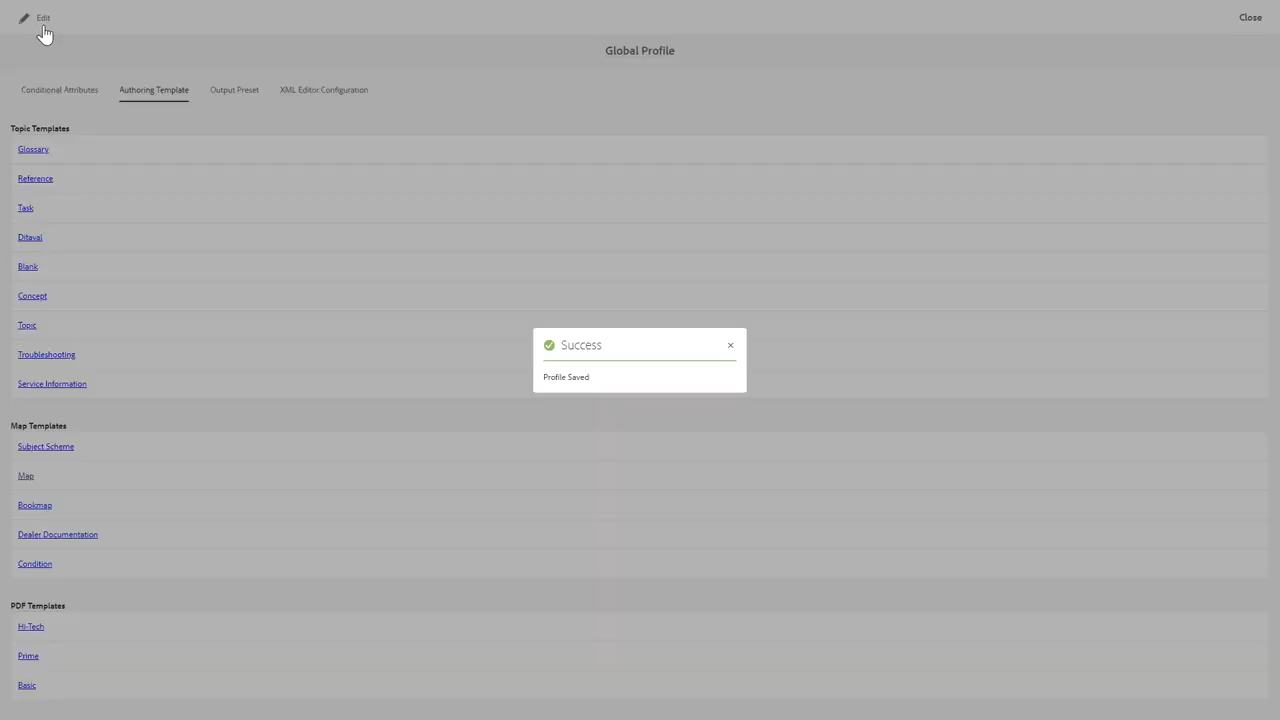 Edit
Close
Global Profile
Conditional Attributes
Authoring Template
Output Preset
XML Editor Configuration
Topic Templates
Glossary
Reference
Task
Ditaval
Blank
Concept
Topic
Troubleshooting
Service Information
Success
Profile Saved
Map Templates
Subject Scheme
Map
Bookmap
Dealer Documentation
Condition
PDF Templates
Hi-Tech
Prime
Basic